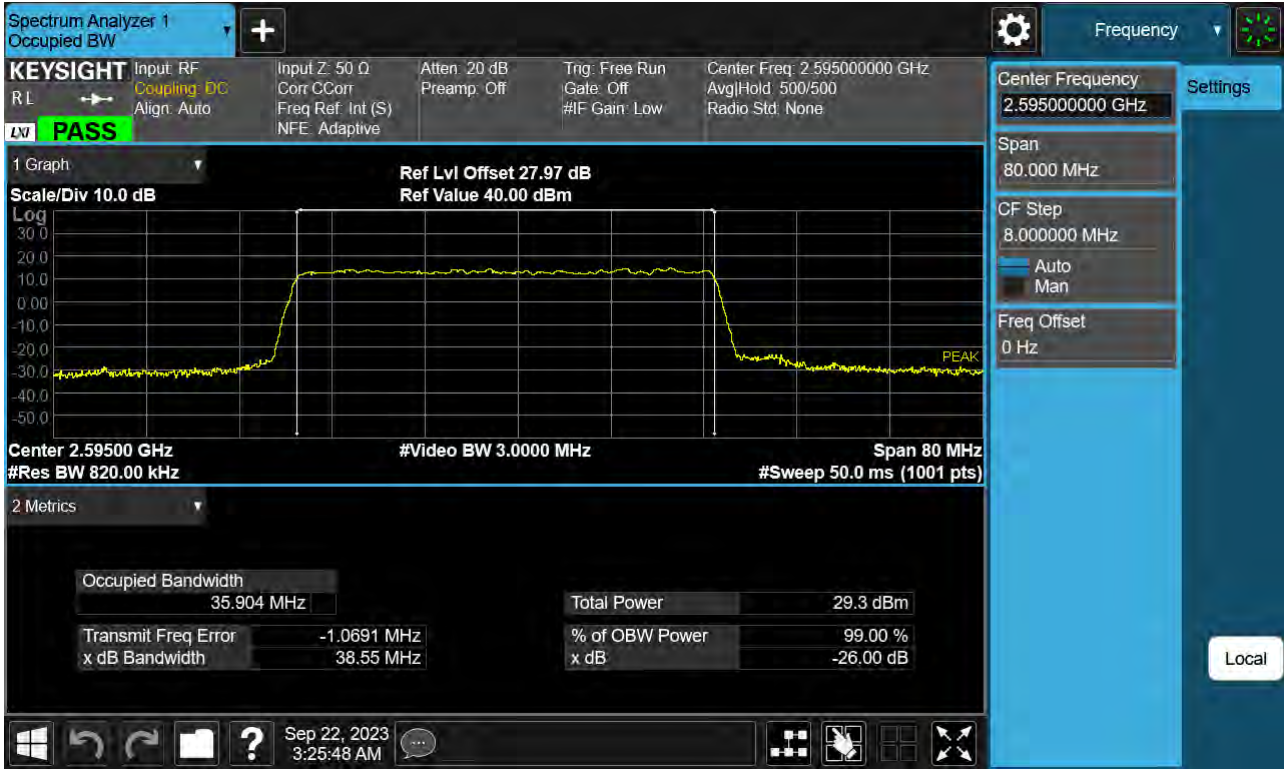 Spectrum Analyzer 1
Occupied BW
Frequency
KEYSIGHT
RL
LXI
PASS
Input: RF
Coupling: DC
Align: Auto
Input Z: 50 Ω
Corr CCorr
Freq Ref: Int (S)
NFE: Adaptive
Atten: 20 dB
Preamp: Off
Trig: Free Run
Gate: Off
#IF Gain: Low
Center Freq: 2.595000000 GHz
Avg|Hold: 500/500
Radio Std: None
1 Graph
Scale/Div 10.0 dB
Ref Lvl Offset 27.97 dB
Ref Value 40.00 dBm
Log
30.0
20.0
10.0
0.00
-10.0
-20.0
-30.0
-40.0
-50.0
PEAK
Center 2.59500 GHz
#Video BW 3.0000 MHz
Span 80 MHz
#Res BW 820.00 kHz
#Sweep 50.0 ms (1001 pts)
2 Metrics
Occupied Bandwidth
35.904 MHz
Total Power 29.3 dBm
Transmit Freq Error -1.0691 MHz
% of OBW Power 99.00 %
x dB Bandwidth 38.55 MHz
x dB -26.00 dB
Center Frequency
2.595000000 GHz
Settings
Span
80.000 MHz
CF Step
8.000000 MHz
Auto
Man
Freq Offset
0 Hz
Local
?
Sep 22, 2023
3:25:48 AM